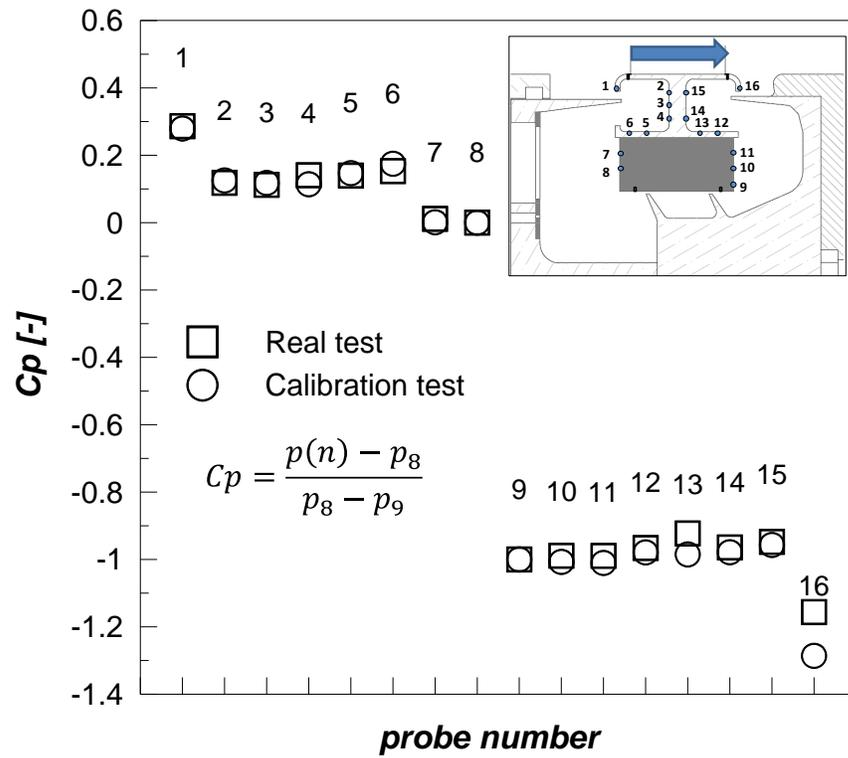 0.6
0.4
0.2
0
-0.2
-0.4
-0.6
-0.8
-1
-1.2
-1.4
Cp [-]
1
2 3 4 5 6
7 8
9 10 11 12 13 14 15
16
Real test
Calibration test
Cp = (p(n) − p₈) / (p₈ − p₉)
1 2 15 16
3
4 14
6 5 13 12
7 11
8 10
9
probe number